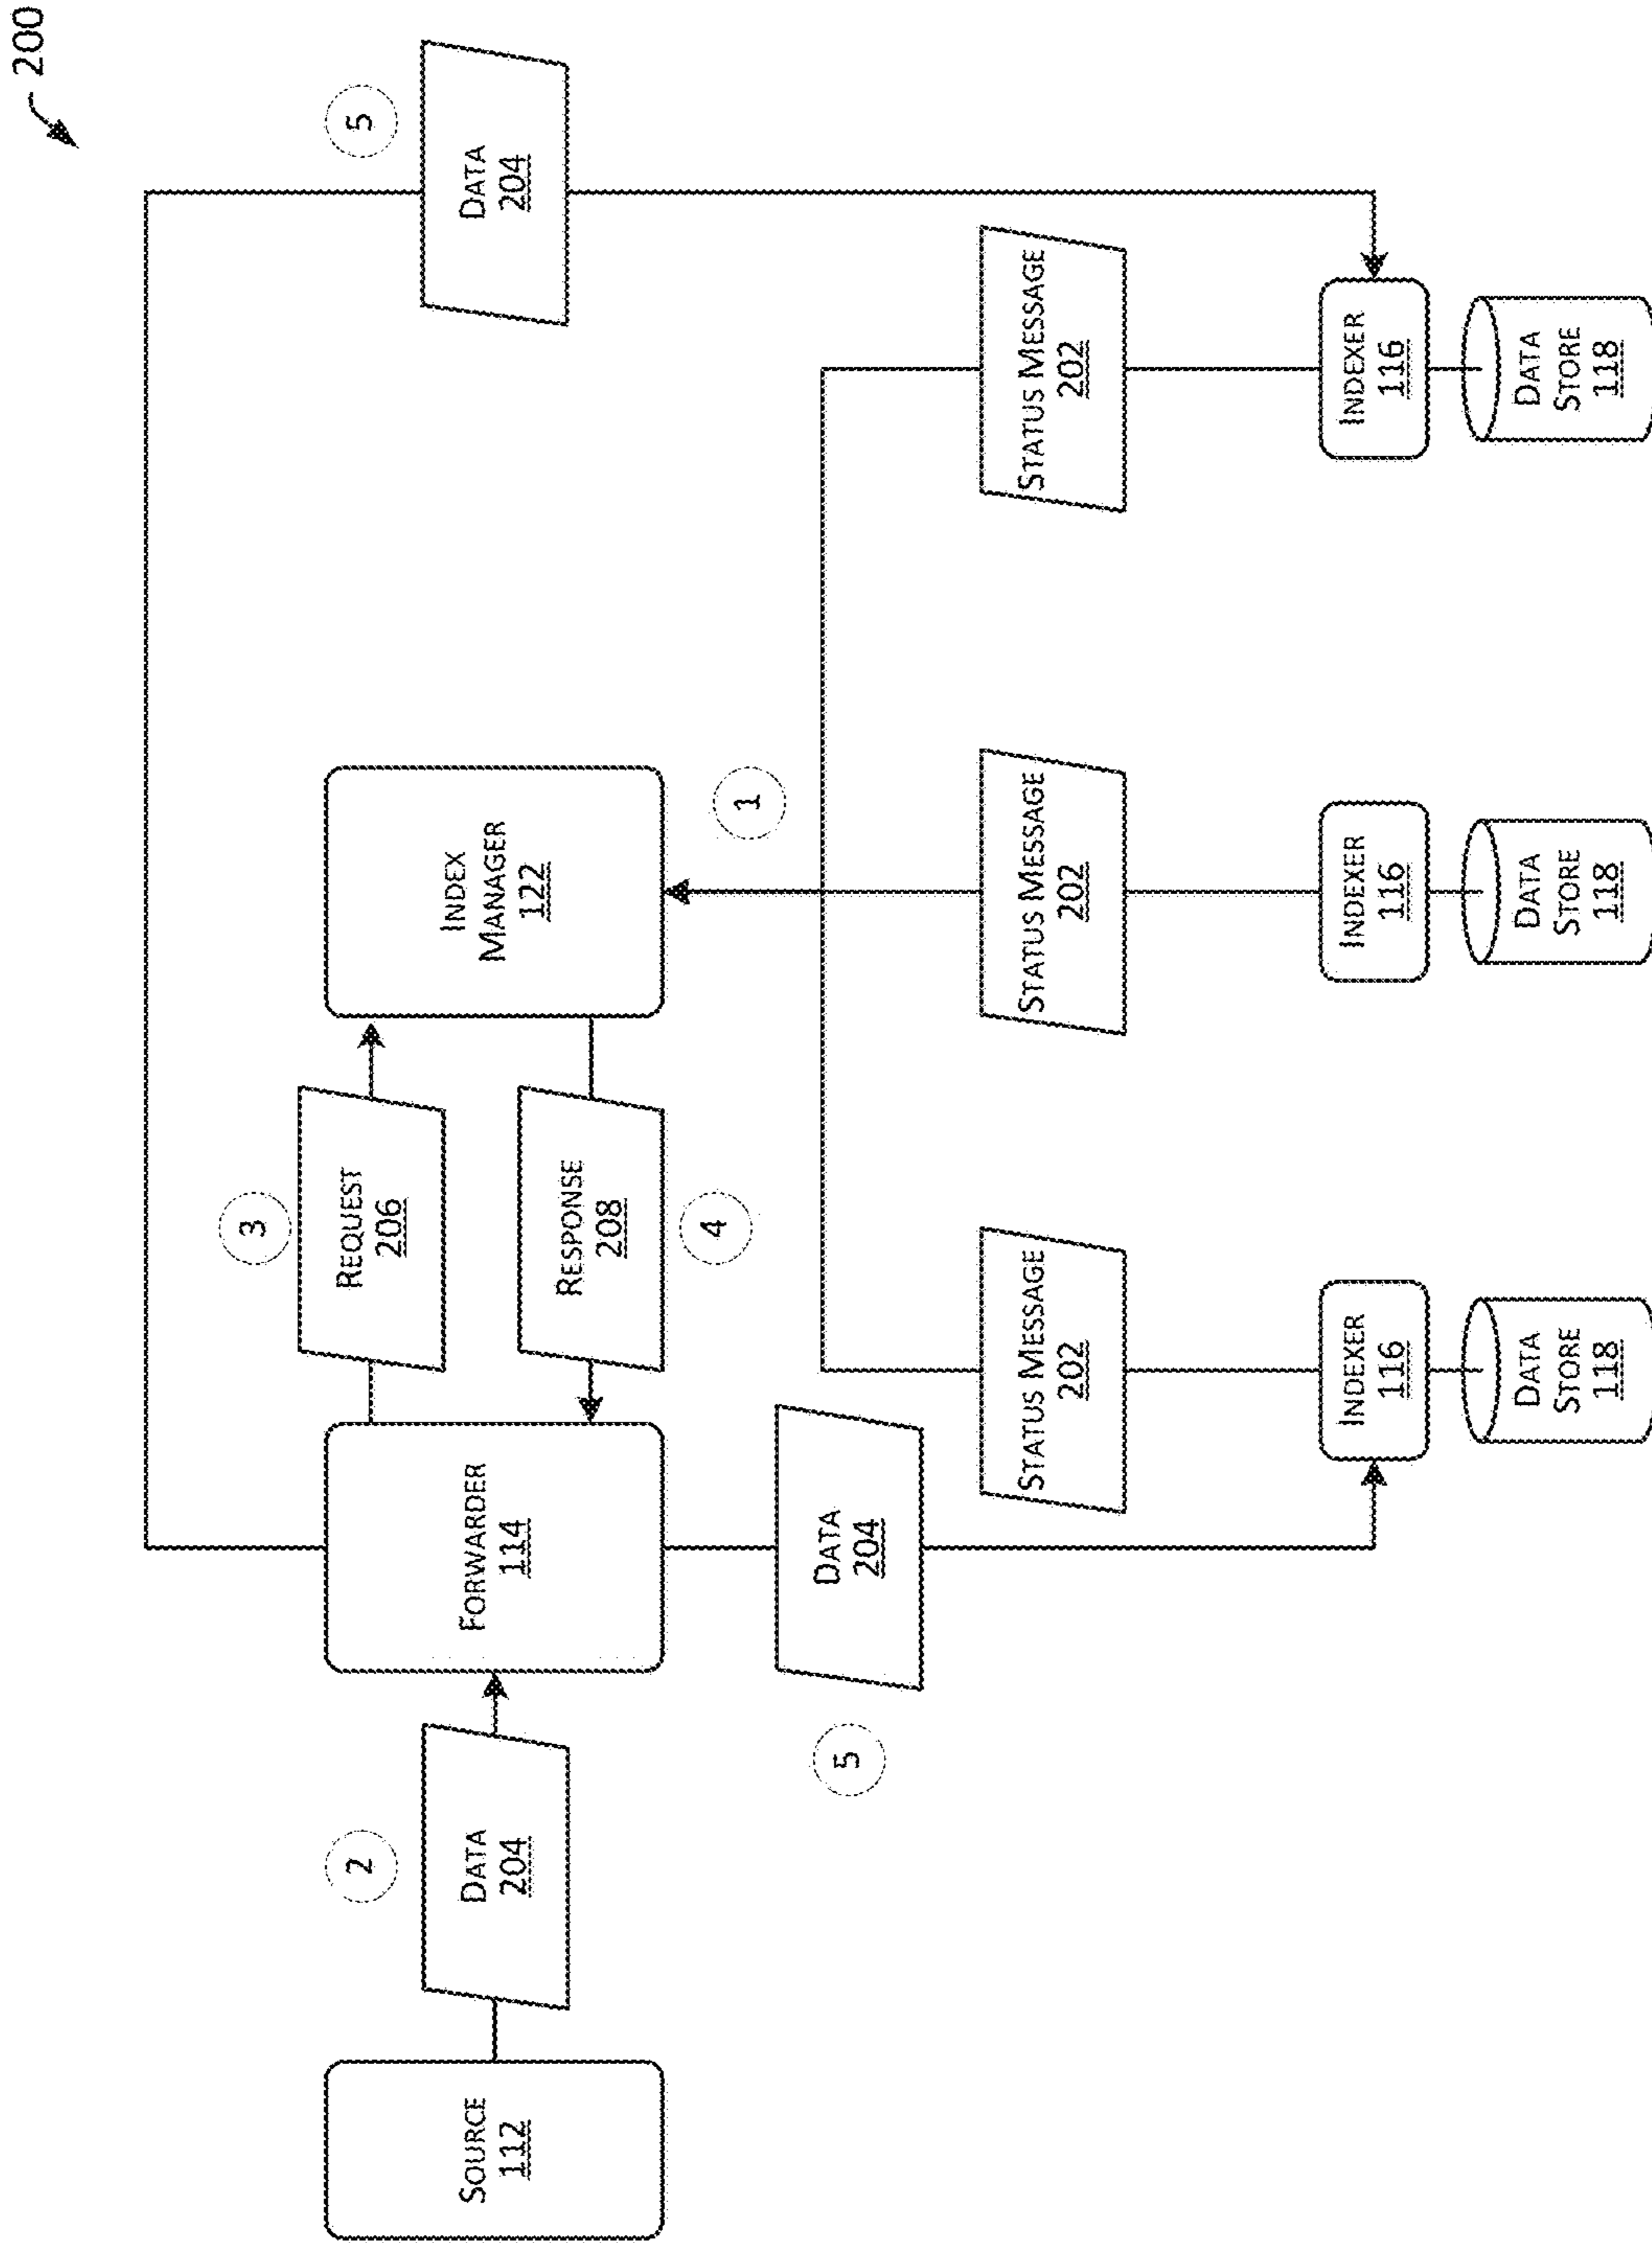 200
5
DATA
204
3
REQUEST
206
INDEX
MANAGER
122
2
DATA
204
SOURCE
112
FORWARDER
114
RESPONSE
208
4
1
5
DATA
204
STATUS MESSAGE
202
STATUS MESSAGE
202
STATUS MESSAGE
202
INDEXER
116
INDEXER
116
INDEXER
116
DATA
STORE
118
DATA
STORE
118
DATA
STORE
118